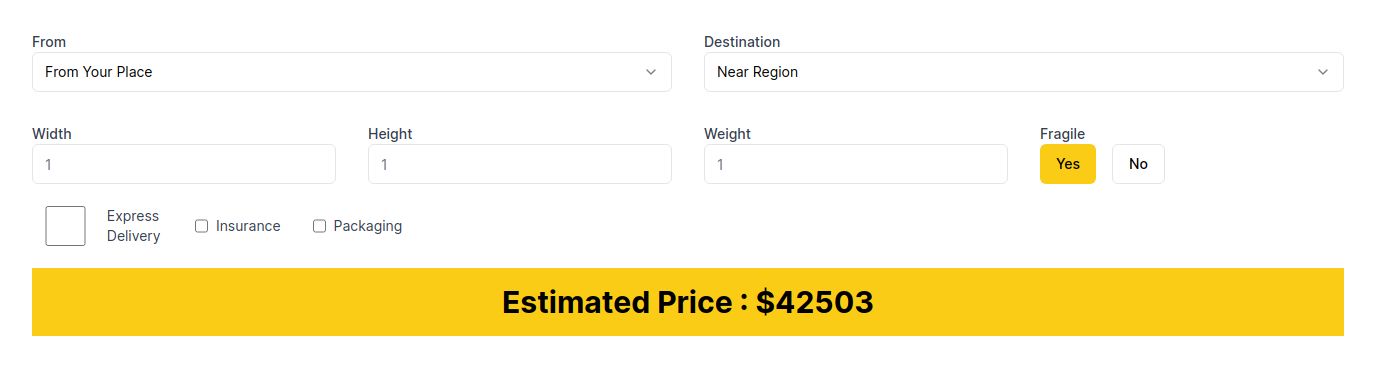 From
Destination
From Your Place
Near Region
Width
Height
Weight
Fragile
1
1
1
Yes
No
Express
Delivery
Insurance
Packaging
Estimated Price : $42503